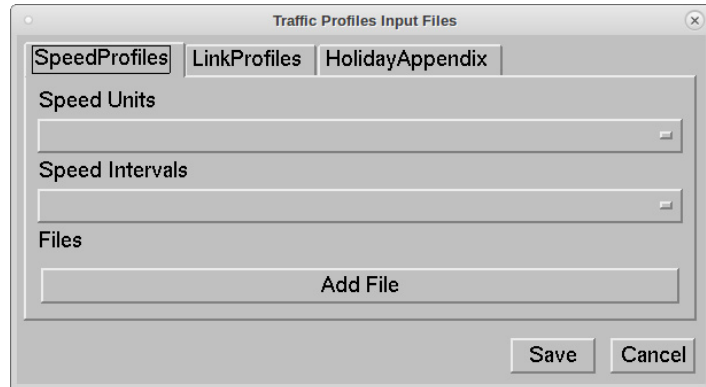 Traffic Profiles Input Files
SpeedProfiles LinkProfiles HolidayAppendix
Speed Units
Speed Intervals
Files
Add File
Save Cancel